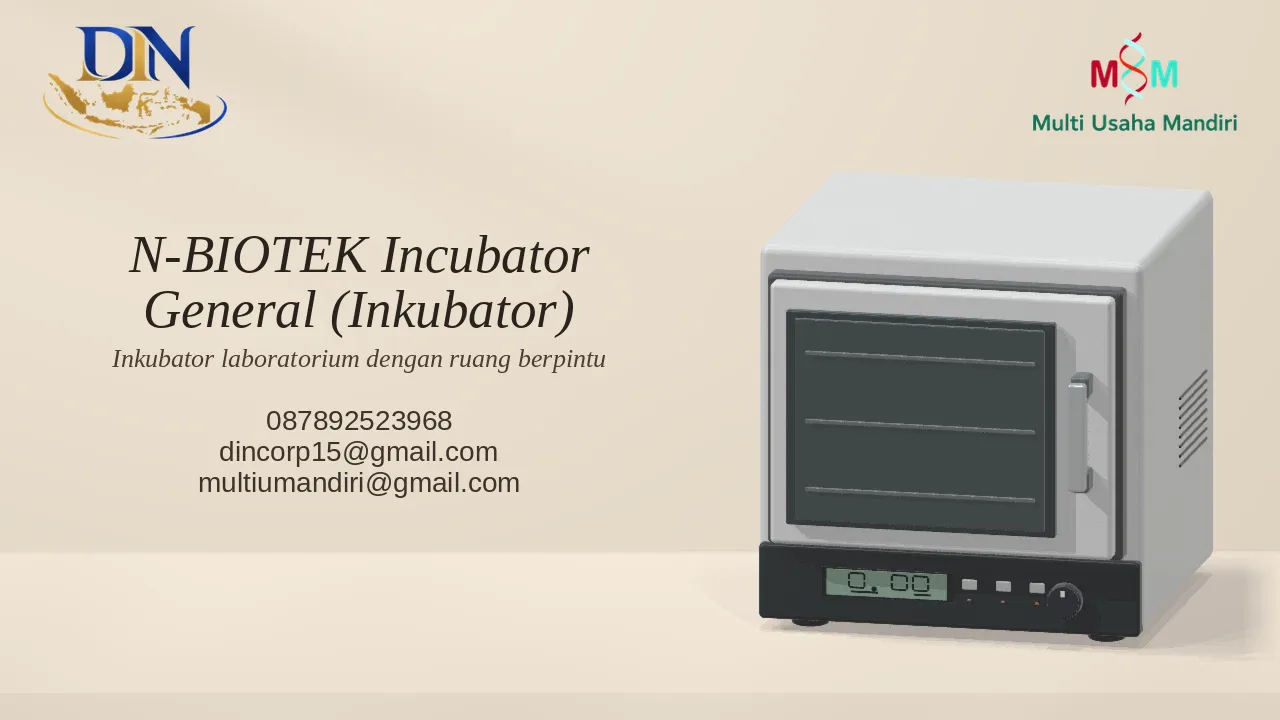 DN
M M
Multi Usaha Mandiri
N-BIOTEK Incubator
General (Inkubator)
Inkubator laboratorium dengan ruang berpintu
087892523968
dincorp15@gmail.com
multiumandiri@gmail.com
0.00